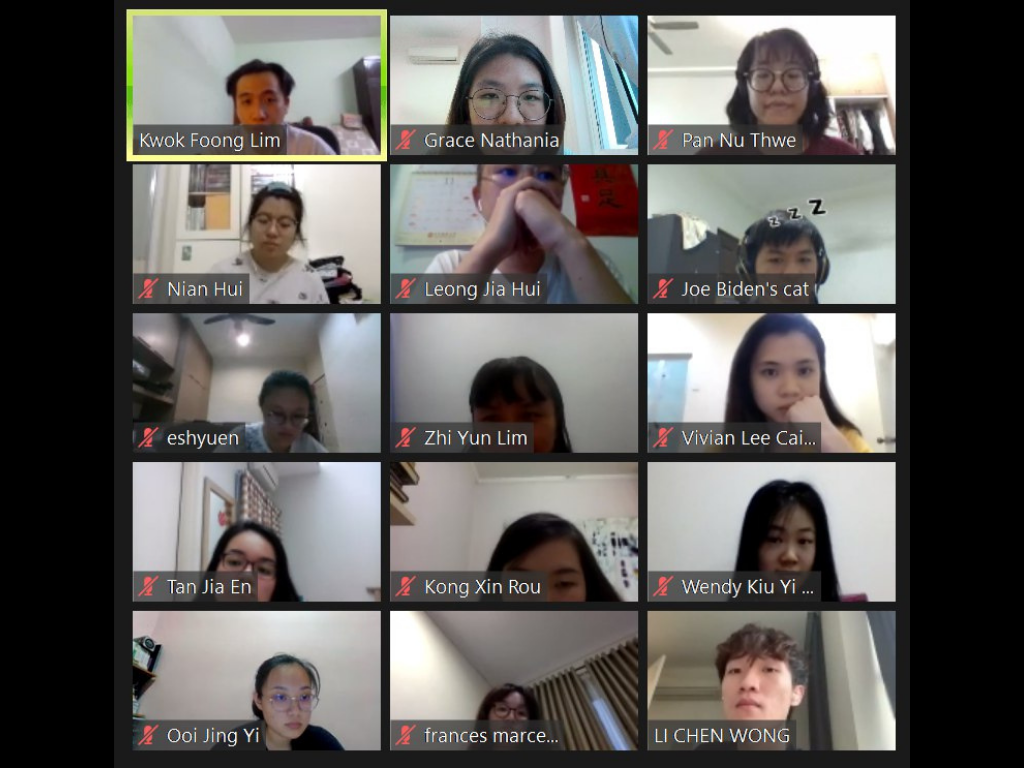 Kwok Foong Lim
Grace Nathania
Pan Nu Thwe
Nian Hui
Leong Jia Hui
具足
z z Z
Joe Biden's cat
eshyuen
Zhi Yun Lim
Vivian Lee Cai...
Tan Jia En
Kong Xin Rou
Wendy Kiu Yi ...
Ooi Jing Yi
frances marce...
LI CHEN WONG